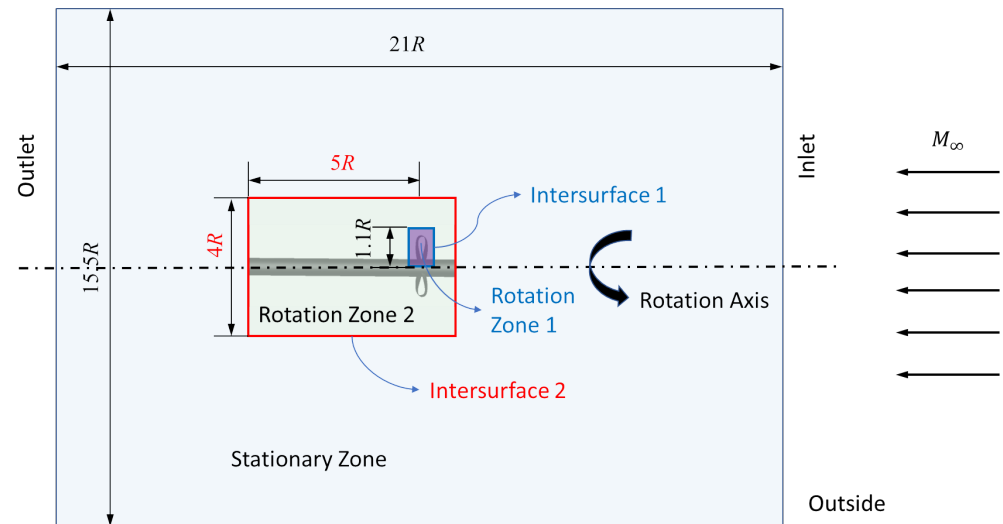 21R
M∞
Outlet
Inlet
5R
Intersurface 1
4R
1.1R
15.5R
Rotation
Zone 1
Rotation Axis
Rotation Zone 2
Intersurface 2
Stationary Zone
Outside